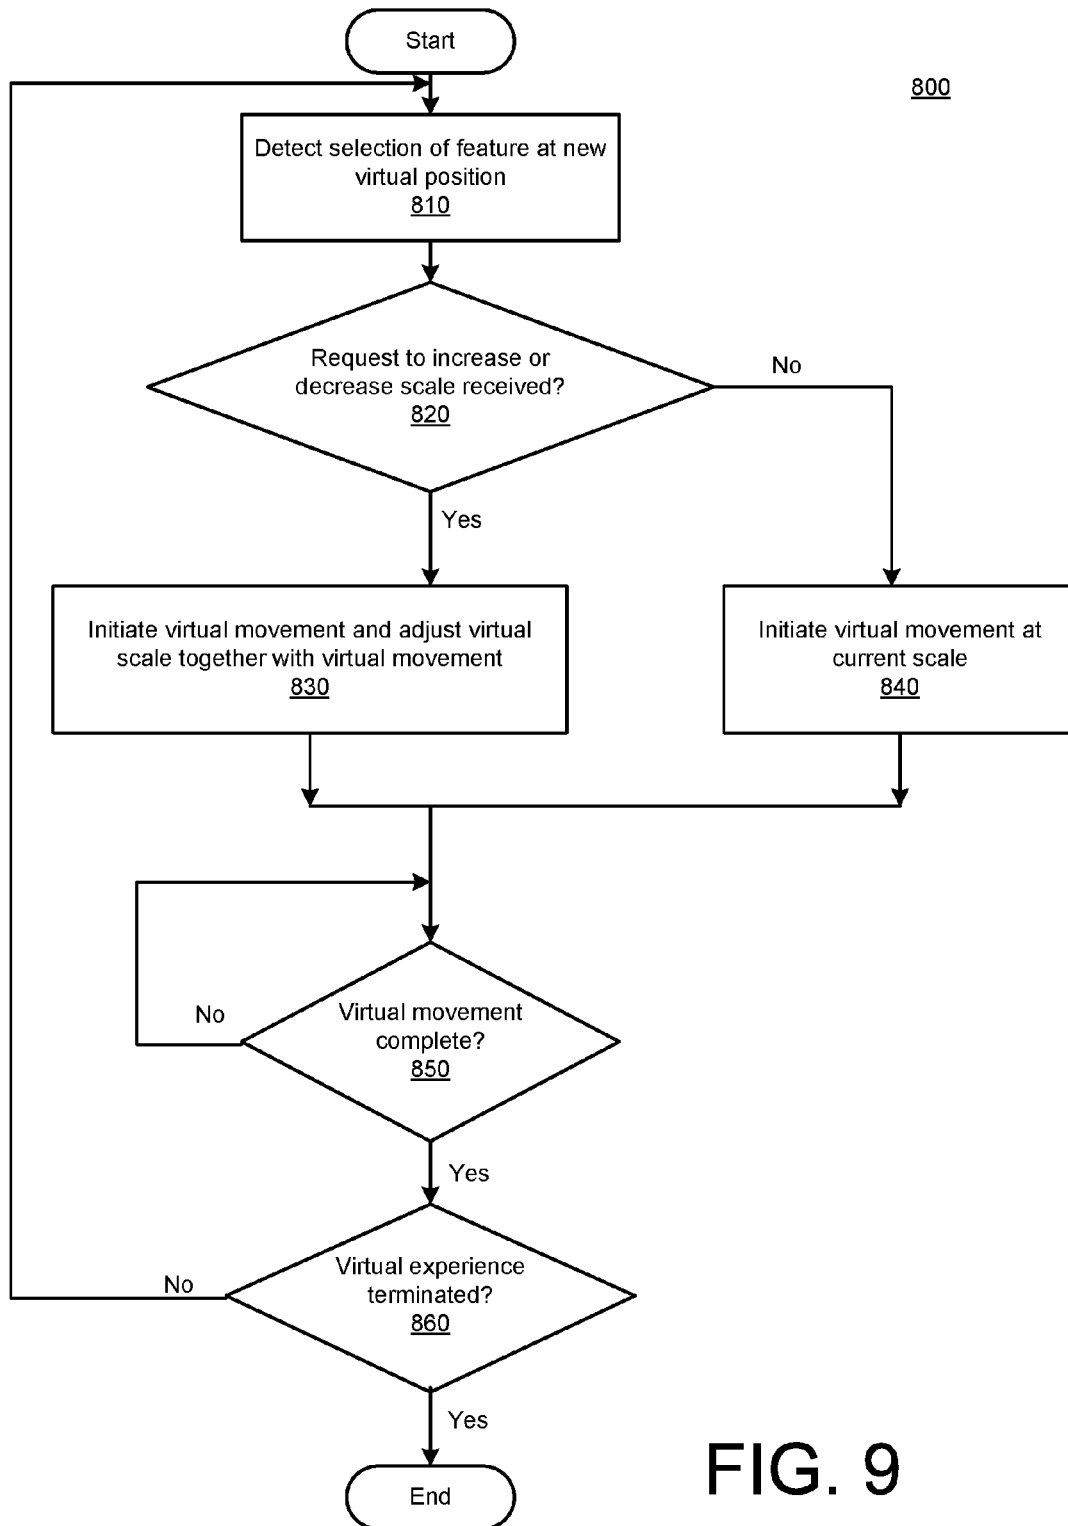 Start
800
Detect selection of feature at new
virtual position
810
Request to increase or
decrease scale received?
820
No
Yes
Initiate virtual movement and adjust virtual
scale together with virtual movement
830
Initiate virtual movement at
current scale
840
Virtual movement
complete?
850
No
Yes
Virtual experience
terminated?
860
No
Yes
End
FIG. 9